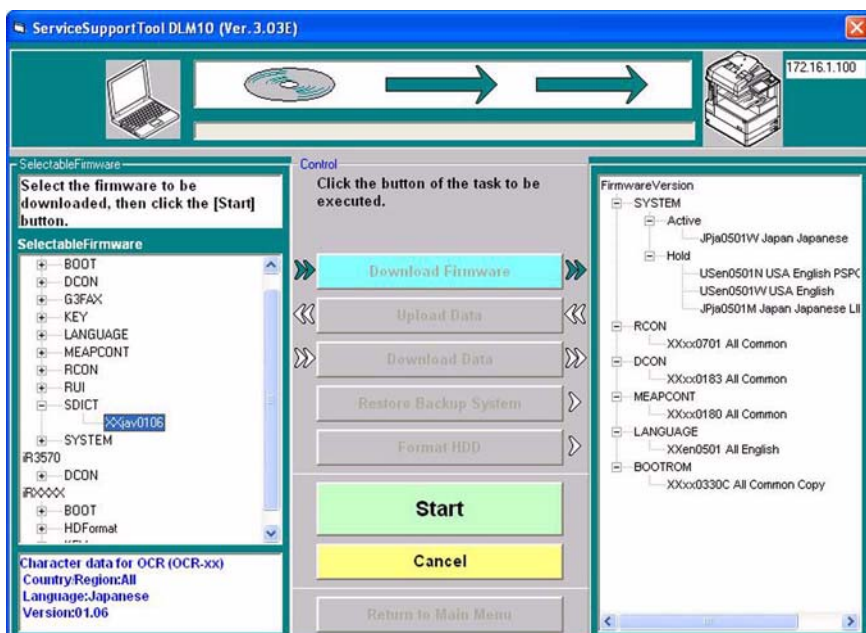 ServiceSupportTool DLM10 (Ver.3.03E)
172.16.1.100
SelectableFirmware
Select the firmware to be
downloaded, then click the [Start]
button.
SelectableFirmware
BOOT
DCON
G3FAX
KEY
LANGUAGE
MEAPCONT
RCON
RUI
SDICT
XXjav0106
SYSTEM
iR3570
DCON
iRXXXX
BOOT
HDFormat
Character data for OCR (OCR-xx)
Country/Region:All
Language:Japanese
Version:01.06
Control
Click the button of the task to be
executed.
Download Firmware
Upload Data
Download Data
Restore Backup System
Format HDD
Start
Cancel
Return to Main Menu
FirmwareVersion
SYSTEM
Active
JPja0501W Japan Japanese
Hold
USen0501N USA English PSPC
USen0501W USA English
JPja0501M Japan Japanese LI
RCON
XXxx0701 All Common
DCON
XXxx0183 All Common
MEAPCONT
XXxx0180 All Common
LANGUAGE
XXen0501 All English
BOOTROM
XXxx0330C All Common Copy